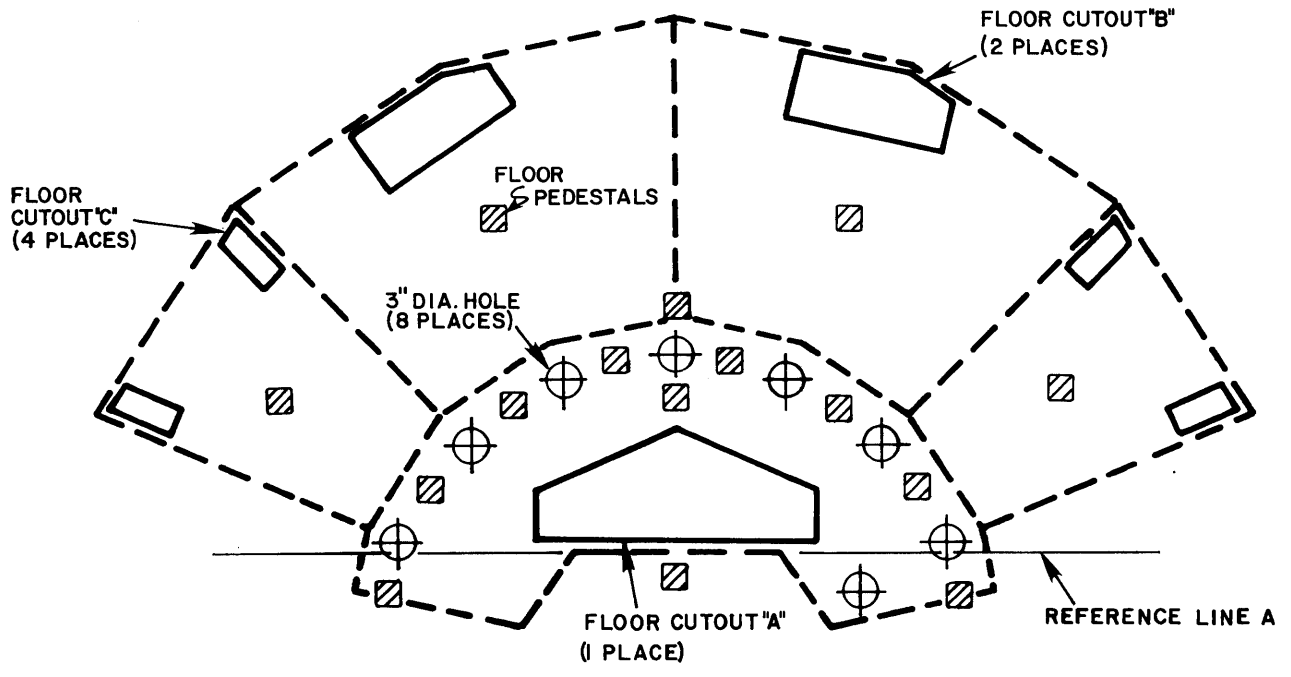 FLOOR CUTOUT "B"
(2 PLACES)
FLOOR
PEDESTALS
FLOOR
CUTOUT "C"
(4 PLACES)
3" DIA. HOLE
(8 PLACES)
FLOOR CUTOUT "A"
(1 PLACE)
REFERENCE LINE A